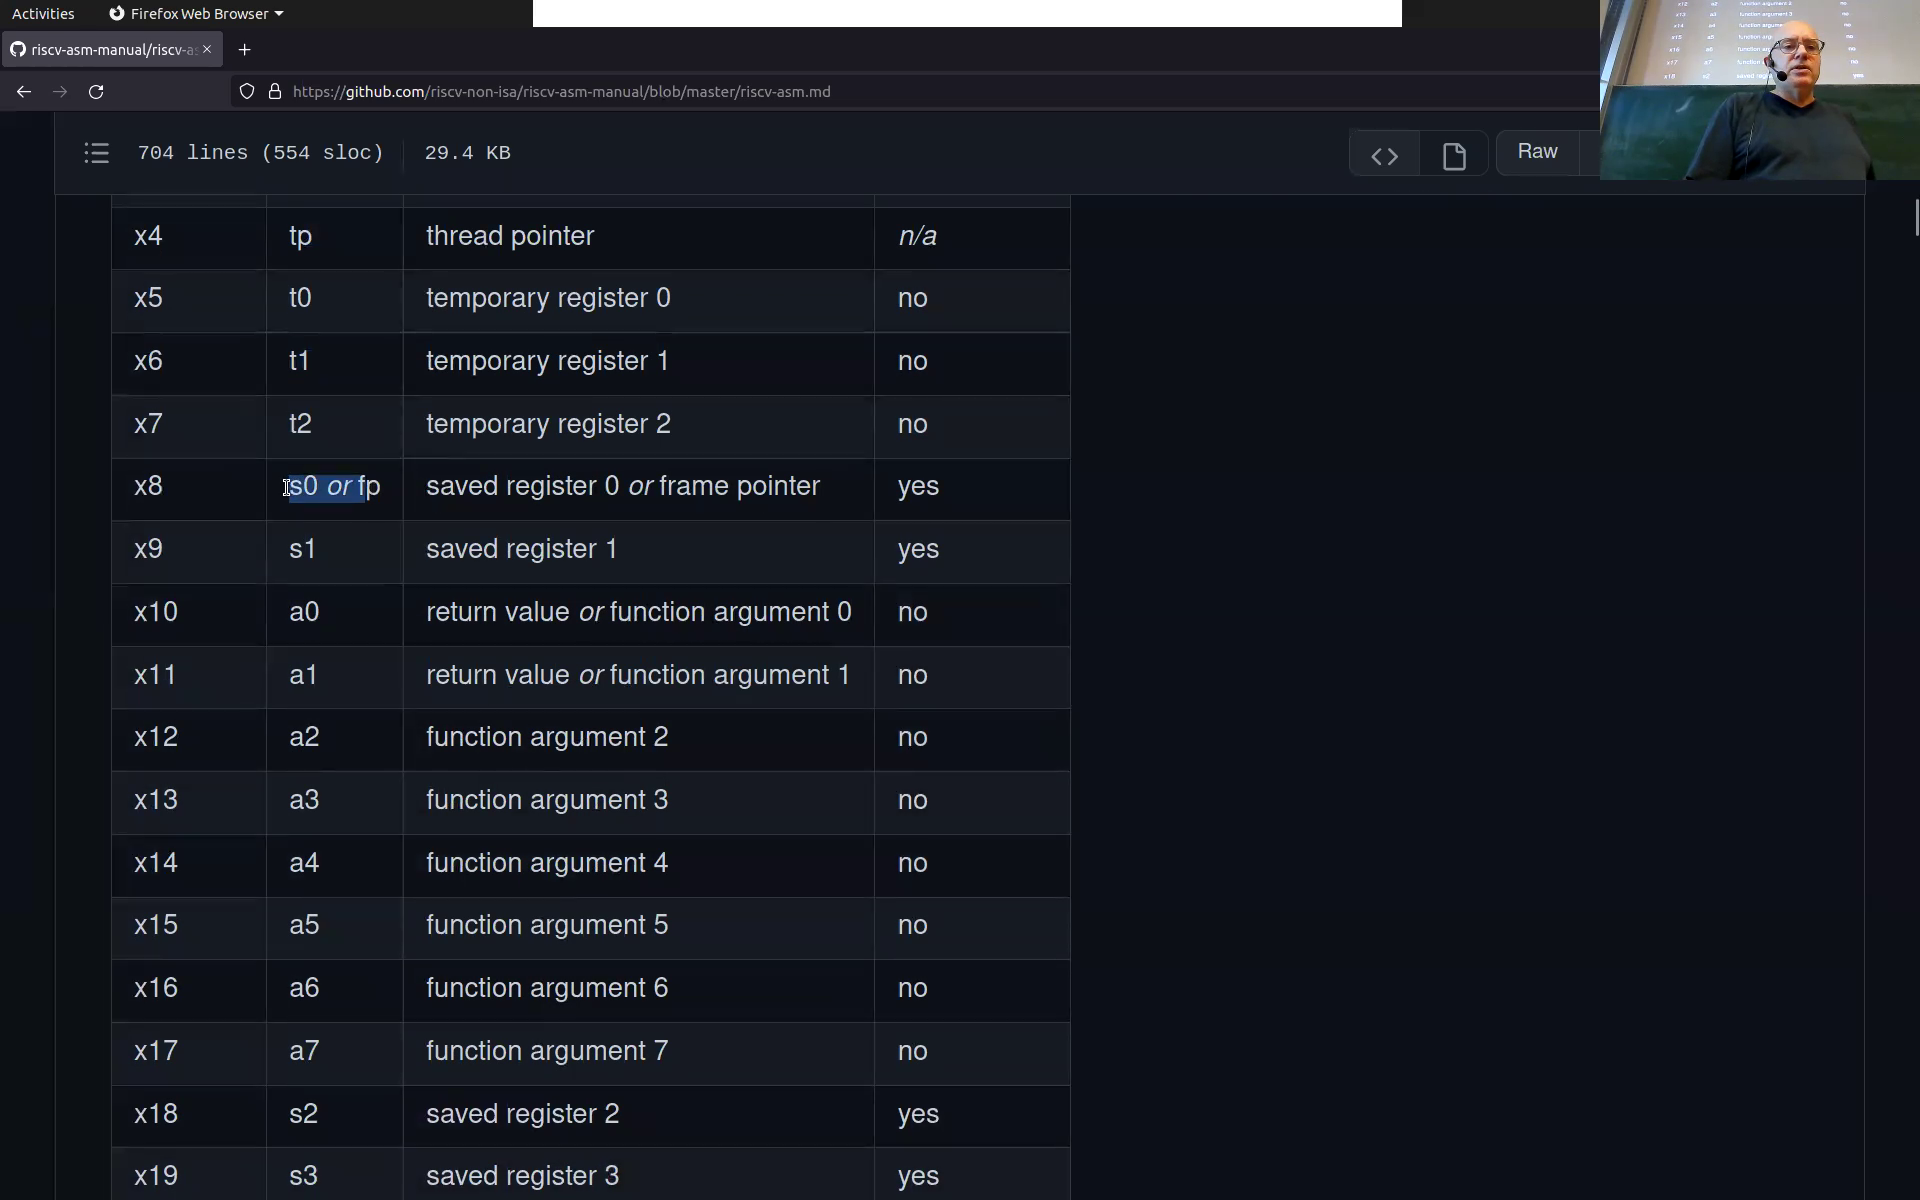 Activities Firefox Web Browser
riscv-asm-manual/riscv-as
https://github.com/riscv-non-isa/riscv-asm-manual/blob/master/riscv-asm.md
704 lines (554 sloc) 29.4 KB Raw
x4 tp thread pointer n/a
x5 t0 temporary register 0 no
x6 t1 temporary register 1 no
x7 t2 temporary register 2 no
x8 s0 or fp saved register 0 or frame pointer yes
x9 s1 saved register 1 yes
x10 a0 return value or function argument 0 no
x11 a1 return value or function argument 1 no
x12 a2 function argument 2 no
x13 a3 function argument 3 no
x14 a4 function argument 4 no
x15 a5 function argument 5 no
x16 a6 function argument 6 no
x17 a7 function argument 7 no
x18 s2 saved register 2 yes
x19 s3 saved register 3 yes